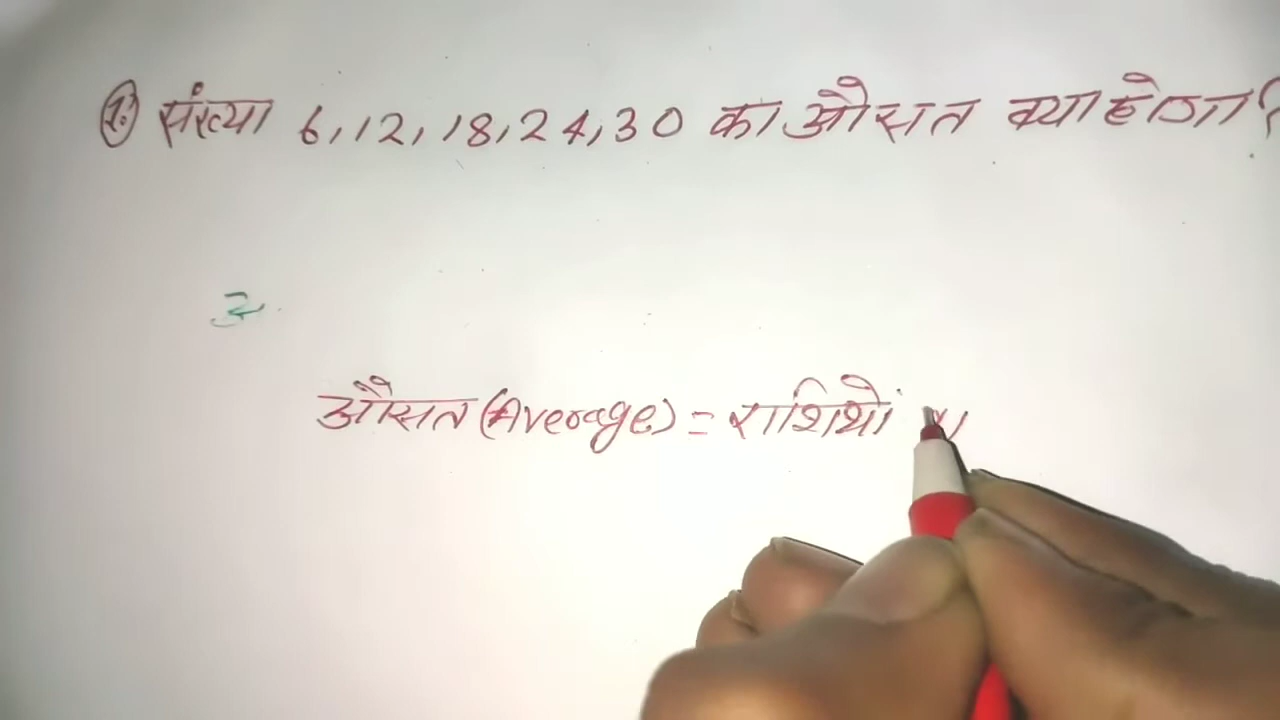 1. संख्या 6,12,18,24,30 का औसत क्या होगा?
औसत (Average) = राशियों